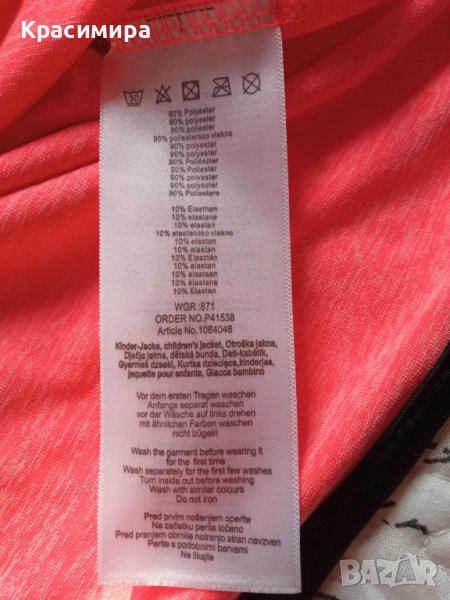 Красимира
30
90% Polyester
90% polyester
90% poliester
90% poliestersko vlakno
90% polyester
90% polyester
90% Poliészter
90% poliester
90% polyester
90% Poliestere
10% Elasthan
10% elastane
10% elastane
10% elastansko vlakno
10% elastan
10% elastan
10% Elasztán
10% elastan
10% elastaan
10% Elastan
WGR :871
ORDER NO.P41538
Article No.1064046
Kinder-Jacke, children's jacket, Otroška jakna,
Dječja jakna, dětská bunda, Deti-kabátik,
Gyermek dzseki, Kurtka dziecięca,kinderjas,
jaquette pour enfants, Giacca bambino
Vor dem ersten Tragen waschen
Anfangs separat waschen
vor der Wäsche auf links drehen
mit ähnlichen Farben waschen
nicht bügeln
Wash the garment before wearing it
for the first time
Wash separately for the first few washes
Turn inside out before washing
Wash with similar colours
Do not iron
Pred prvim nošenjem operite
Na začetku perite ločeno
Pred pranjem obrnite notranjo stran navzven
Perite s podobnimi barvami
Ne likajte
BAZAR